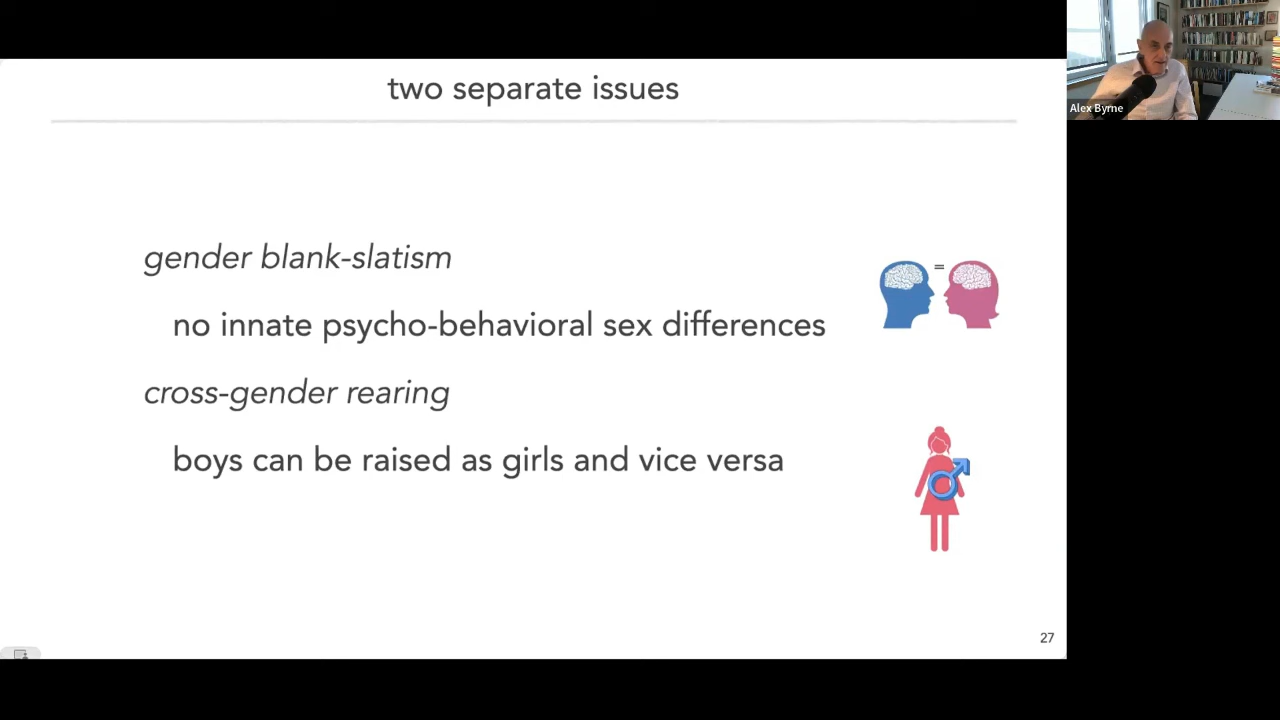 two separate issues
Alex Byrne
gender blank-slatism
no innate psycho-behavioral sex differences
=
cross-gender rearing
boys can be raised as girls and vice versa
27